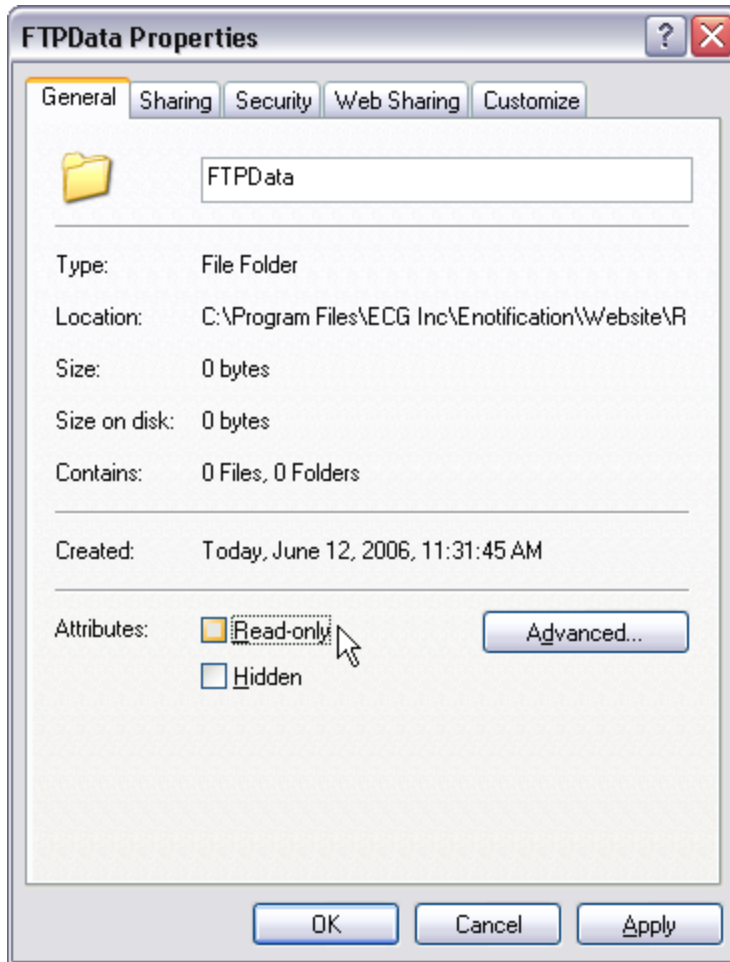 FTPData Properties
General Sharing Security Web Sharing Customize
FTPData
Type: File Folder
Location: C:\Program Files\ECG Inc\Enotification\Website\R
Size: 0 bytes
Size on disk: 0 bytes
Contains: 0 Files, 0 Folders
Created: Today, June 12, 2006, 11:31:45 AM
Attributes: Read-only Advanced...
Hidden
OK Cancel Apply